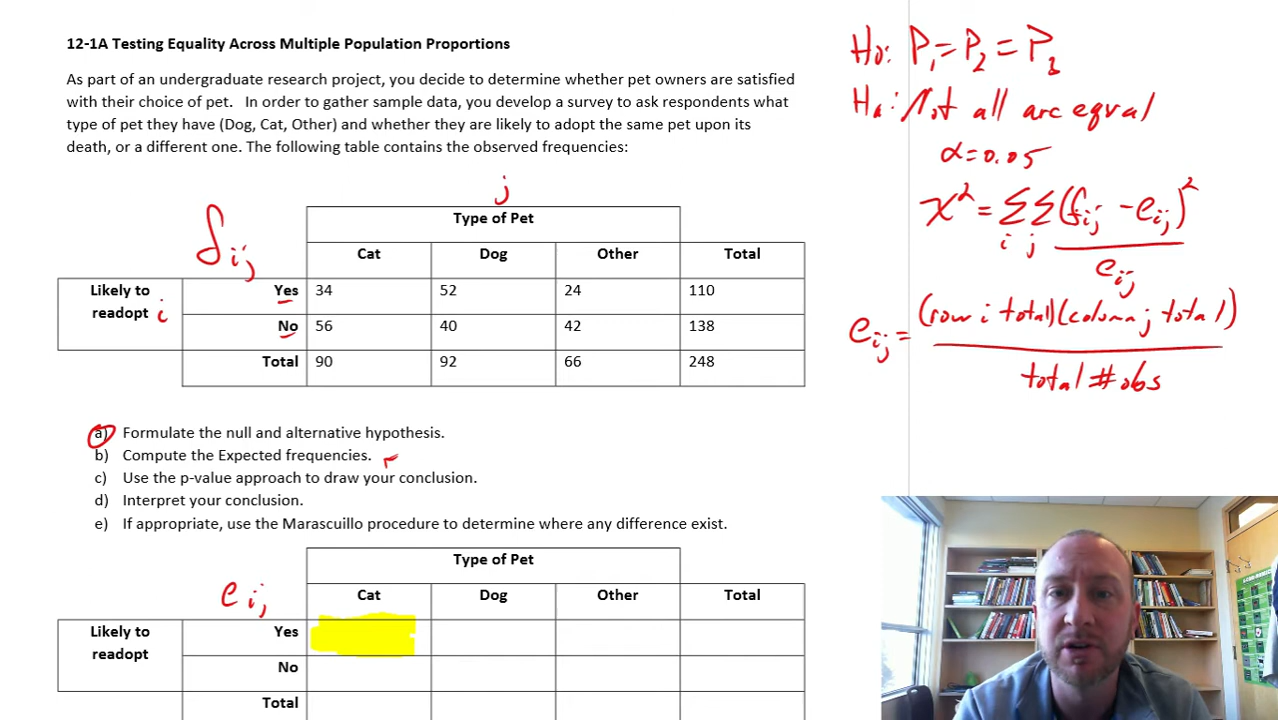 12-1A Testing Equality Across Multiple Population Proportions
As part of an undergraduate research project, you decide to determine whether pet owners are satisfied
with their choice of pet. In order to gather sample data, you develop a survey to ask respondents what
type of pet they have (Dog, Cat, Other) and whether they are likely to adopt the same pet upon its
death, or a different one. The following table contains the observed frequencies:
j
fij
Type of Pet
Cat Dog Other Total
Likely to readopt i
Yes 34 52 24 110
No 56 40 42 138
Total 90 92 66 248
a) Formulate the null and alternative hypothesis.
b) Compute the Expected frequencies.
c) Use the p-value approach to draw your conclusion.
d) Interpret your conclusion.
e) If appropriate, use the Marascuillo procedure to determine where any difference exist.
eij
Type of Pet
Cat Dog Other Total
Likely to readopt
Yes
No
Total
H0: P1 = P2 = P3
Ha: Not all are equal
α = 0.05
χ² = Σi Σj (fij - eij)² / eij
eij = (row i total)(column j total) / total # obs